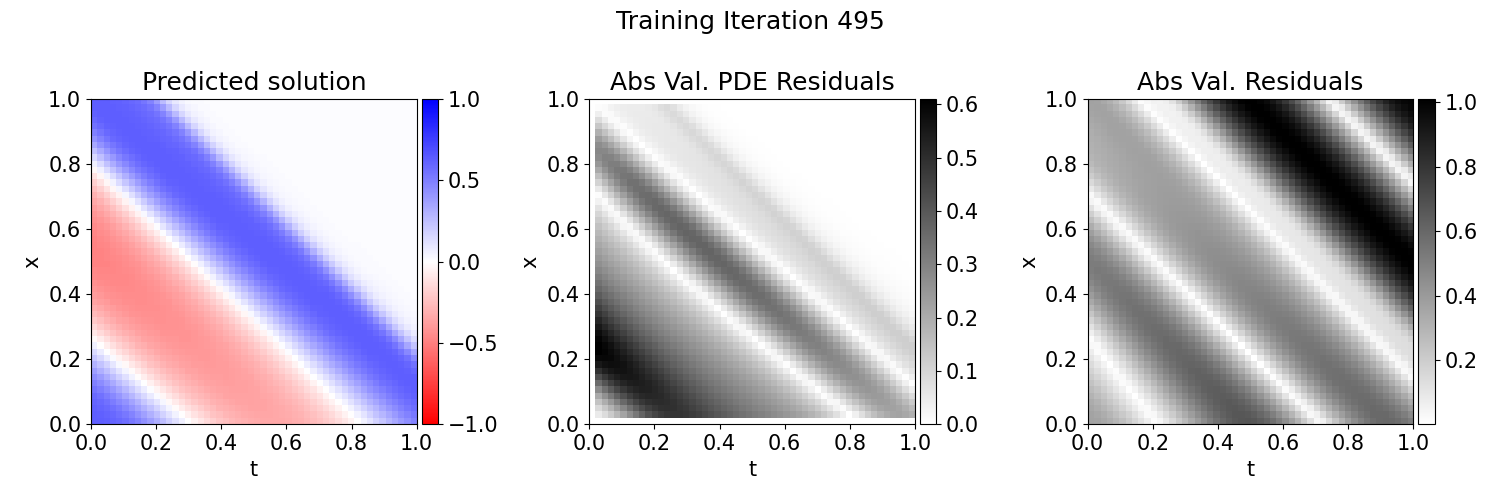 Training Iteration 495
Predicted solution
1.0
0.8
0.6
0.4
0.2
0.0
x
0.0 0.2 0.4 0.6 0.8 1.0
t
1.0
0.5
0.0
−0.5
−1.0
Abs Val. PDE Residuals
1.0
0.8
0.6
0.4
0.2
0.0
x
0.0 0.2 0.4 0.6 0.8 1.0
t
0.6
0.5
0.4
0.3
0.2
0.1
0.0
Abs Val. Residuals
1.0
0.8
0.6
0.4
0.2
0.0
x
0.0 0.2 0.4 0.6 0.8 1.0
t
1.0
0.8
0.6
0.4
0.2